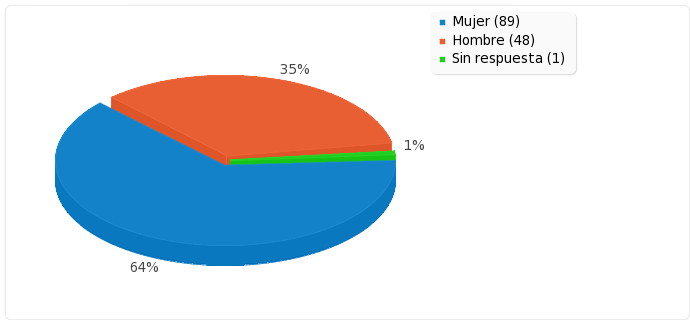 Mujer (89)
Hombre (48)
Sin respuesta (1)
35%
1%
64%